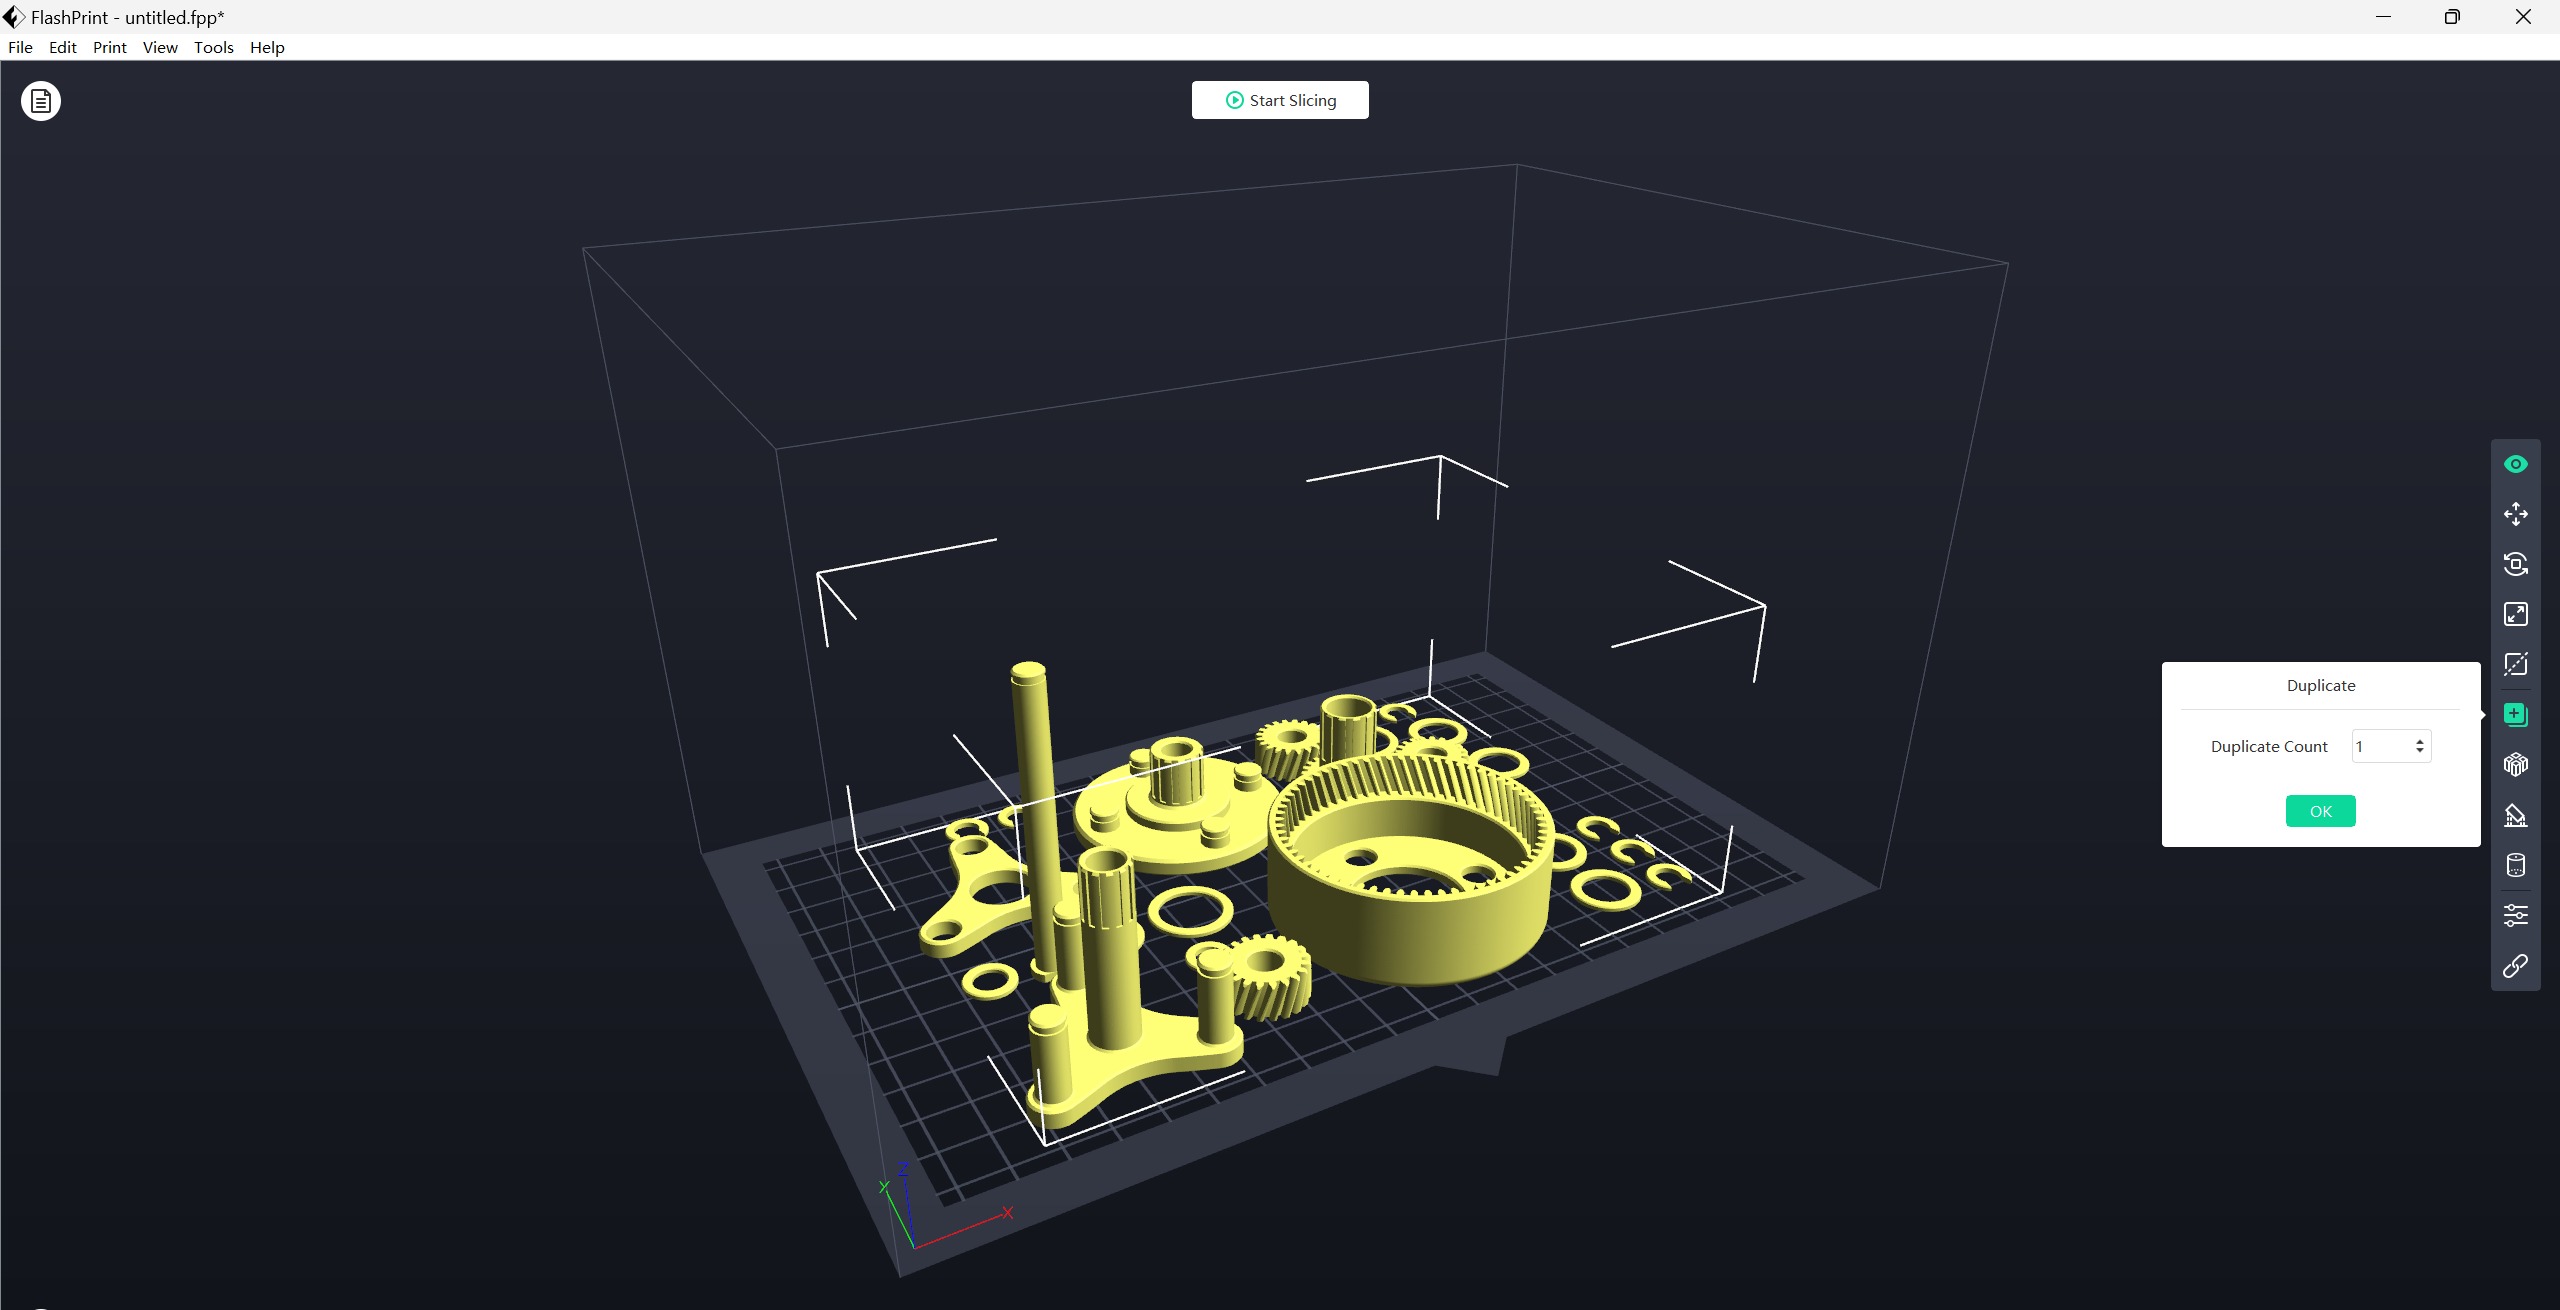 FlashPrint - untitled.fpp*
File Edit Print View Tools Help
Start Slicing
Duplicate
Duplicate Count 1
OK
Z
Y
X